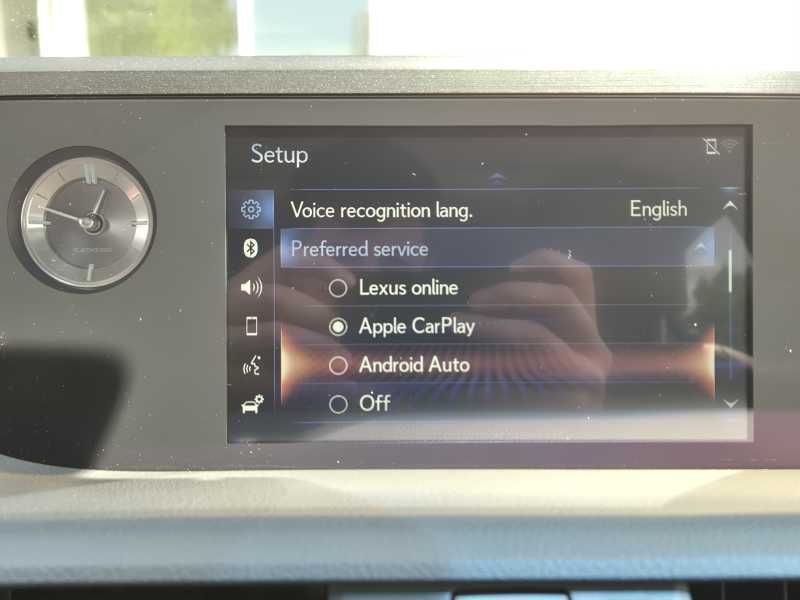 Setup
Voice recognition lang. English
Preferred service
Lexus online
Apple CarPlay
Android Auto
Off